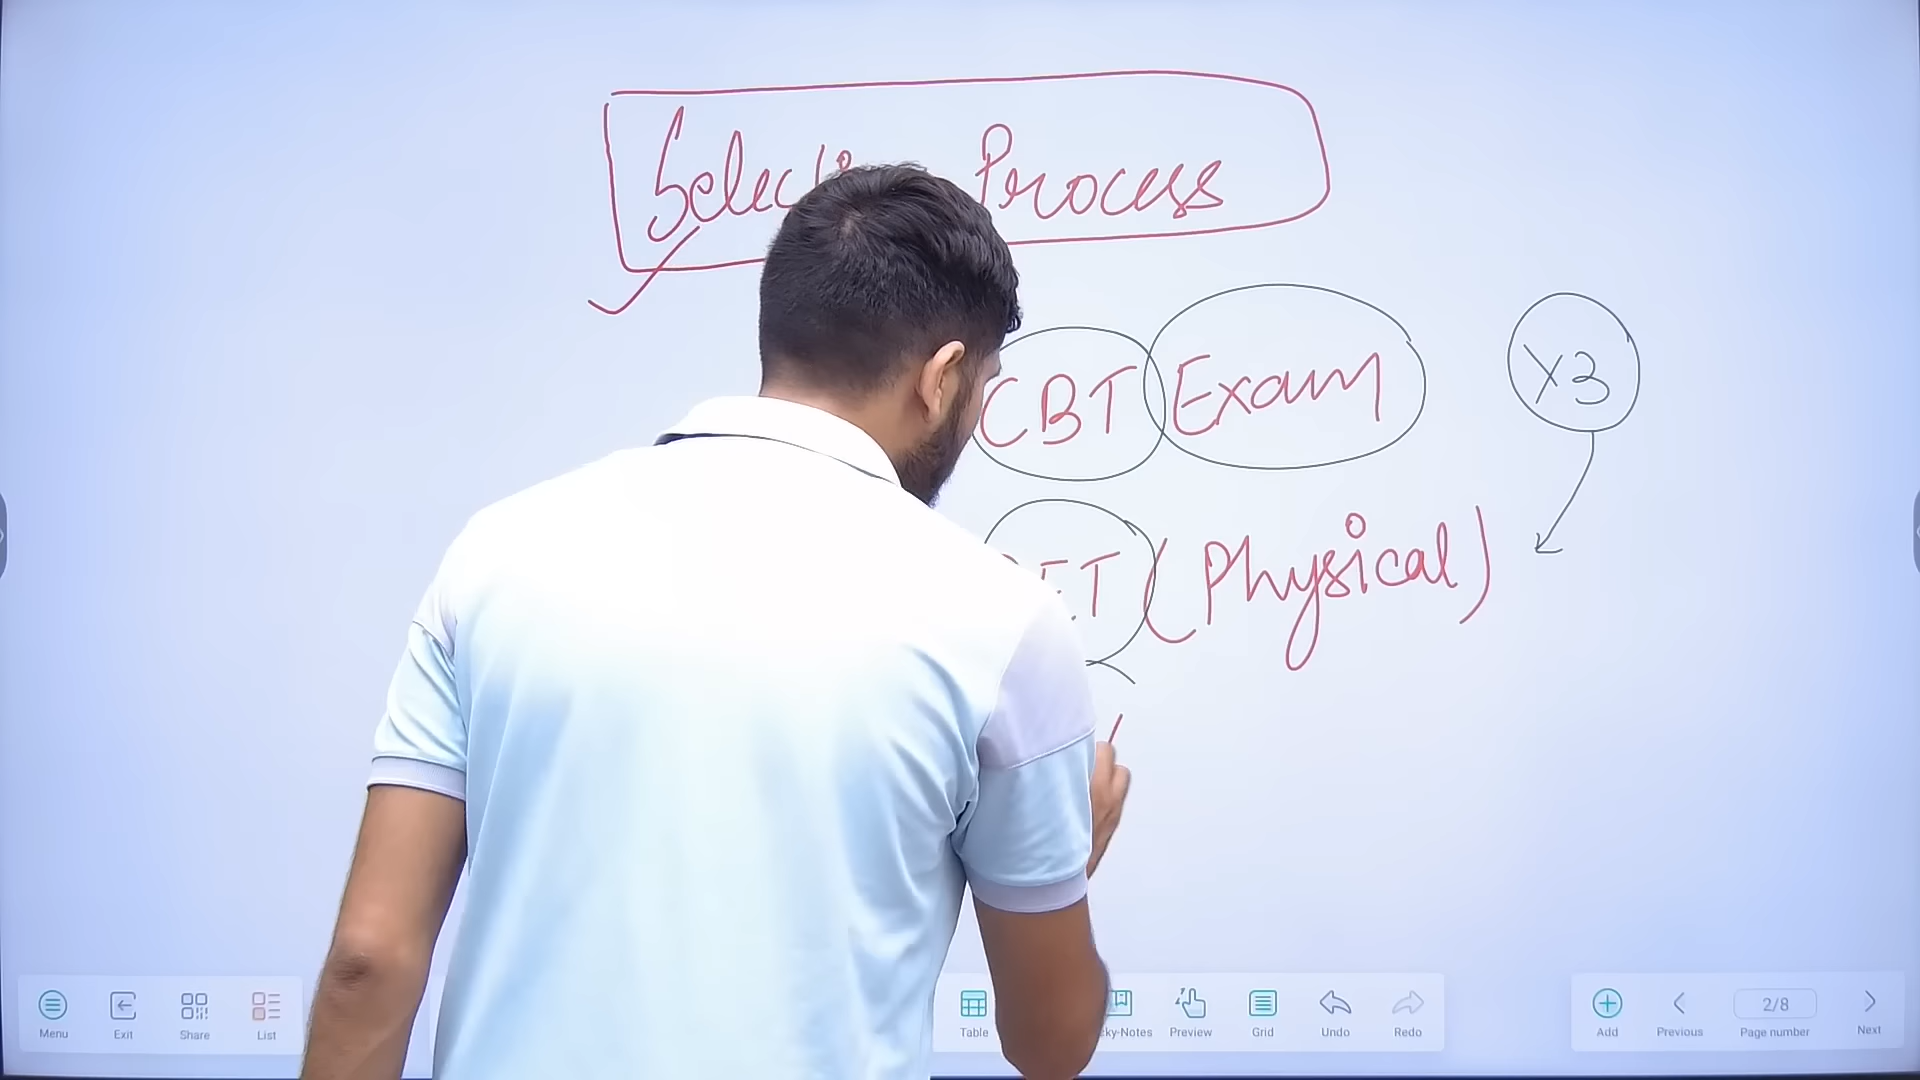 Process
CBT Exam X3
(Physical)
Menu Exit Share List Table Preview Grid Undo Redo Add Previous 2/8 Page number Next